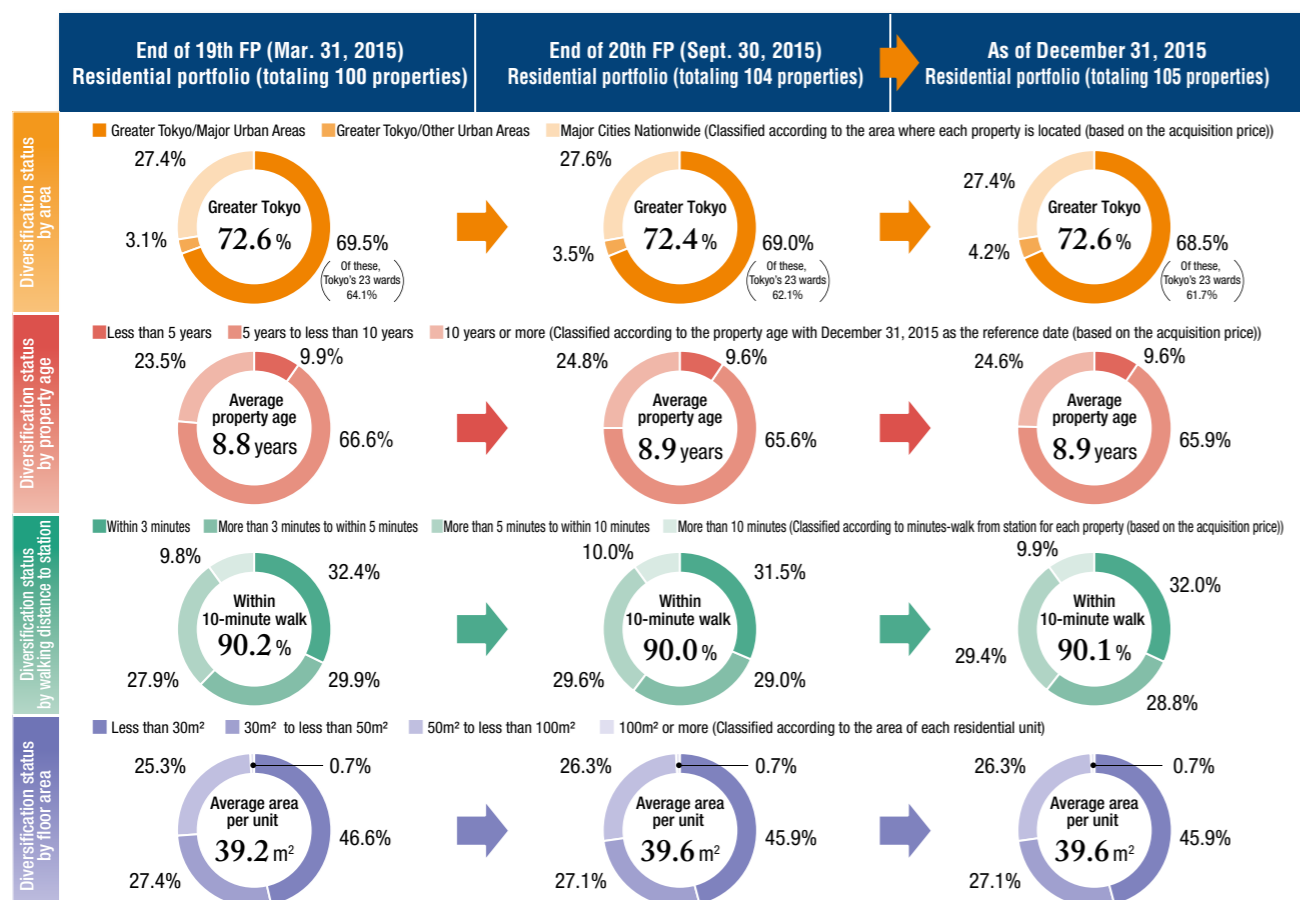 End of 19th FP (Mar. 31, 2015)
Residential portfolio (totaling 100 properties)
End of 20th FP (Sept. 30, 2015)
Residential portfolio (totaling 104 properties)
As of December 31, 2015
Residential portfolio (totaling 105 properties)
Diversification status
by area
Greater Tokyo/Major Urban Areas
Greater Tokyo/Other Urban Areas
Major Cities Nationwide (Classified according to the area where each property is located (based on the acquisition price))
27.4%
3.1%
Greater Tokyo
72.6 %
69.5%
Of these,
Tokyo's 23 wards
64.1%
27.6%
3.5%
Greater Tokyo
72.4 %
69.0%
Of these,
Tokyo's 23 wards
62.1%
27.4%
4.2%
Greater Tokyo
72.6 %
68.5%
Of these,
Tokyo's 23 wards
61.7%
Diversification status
by property age
Less than 5 years
5 years to less than 10 years
10 years or more (Classified according to the property age with December 31, 2015 as the reference date (based on the acquisition price))
23.5%
9.9%
Average
property age
8.8 years
66.6%
24.8%
9.6%
Average
property age
8.9 years
65.6%
24.6%
9.6%
Average
property age
8.9 years
65.9%
Diversification status
by walking distance to station
Within 3 minutes
More than 3 minutes to within 5 minutes
More than 5 minutes to within 10 minutes
More than 10 minutes (Classified according to minutes-walk from station for each property (based on the acquisition price))
9.8%
32.4%
Within
10-minute walk
90.2 %
27.9%
29.9%
10.0%
31.5%
Within
10-minute walk
90.0 %
29.6%
29.0%
9.9%
32.0%
Within
10-minute walk
90.1 %
29.4%
28.8%
Diversification status
by floor area
Less than 30m²
30m² to less than 50m²
50m² to less than 100m²
100m² or more (Classified according to the area of each residential unit)
25.3%
0.7%
Average area
per unit
39.2 m²
46.6%
27.4%
26.3%
0.7%
Average area
per unit
39.6 m²
45.9%
27.1%
26.3%
0.7%
Average area
per unit
39.6 m²
45.9%
27.1%